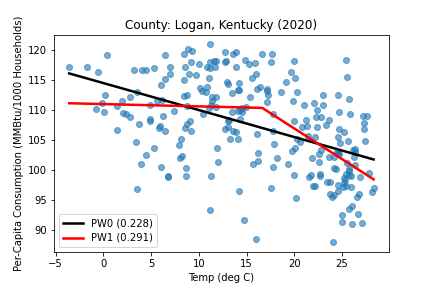 County: Logan, Kentucky (2020)
Per-Capita Consumption (MMBtu/1000 Households)
120
115
110
105
100
95
90
PW0 (0.228)
PW1 (0.291)
−5 0 5 10 15 20 25
Temp (deg C)